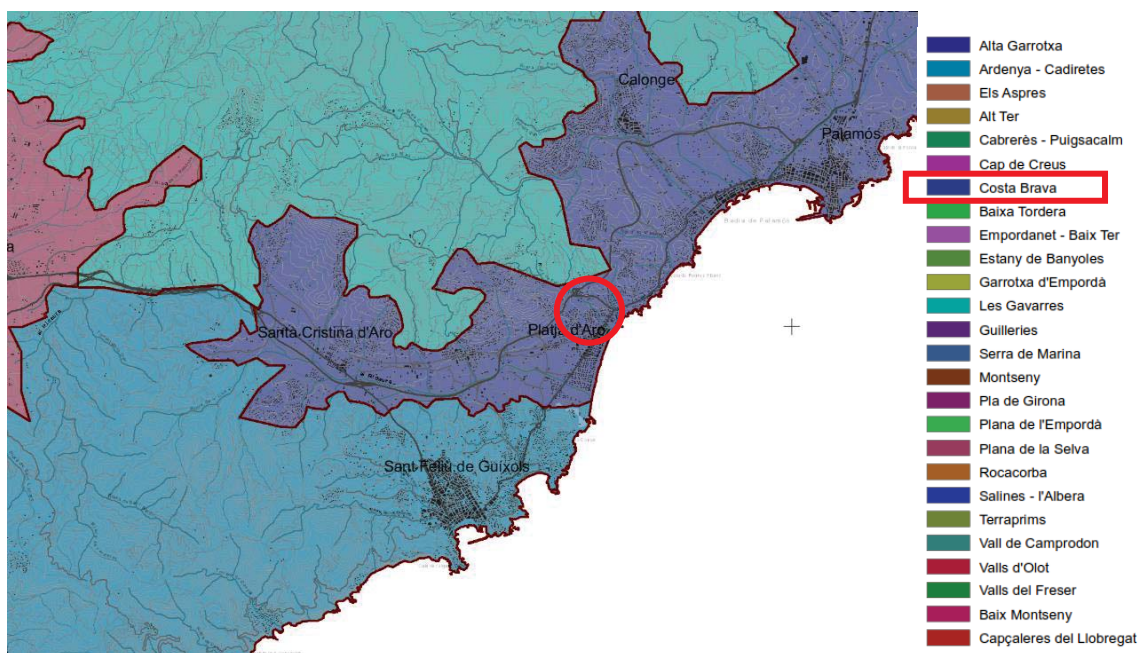 Calonge
Palamós
Badia de Palamós
Santa Cristina d'Aro
Platja d'Aro
Sant Feliu de Guíxols
a
Alta Garrotxa
Ardenya - Cadiretes
Els Aspres
Alt Ter
Cabrerès - Puigsacalm
Cap de Creus
Costa Brava
Baixa Tordera
Empordanet - Baix Ter
Estany de Banyoles
Garrotxa d'Empordà
Les Gavarres
Guilleries
Serra de Marina
Montseny
Pla de Girona
Plana de l'Empordà
Plana de la Selva
Rocacorba
Salines - l'Albera
Terraprims
Vall de Camprodon
Valls d'Olot
Valls del Freser
Baix Montseny
Capçaleres del Llobregat